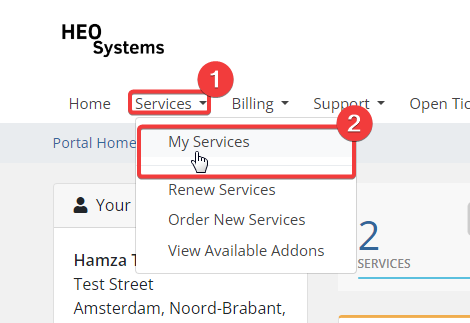 HEO
Systems
1
Home Services Billing Support Open Tic
2
Portal Home
My Services
Renew Services
Order New Services
View Available Addons
Your
Hamza T
Test Street
Amsterdam, Noord-Brabant,
2
SERVICES